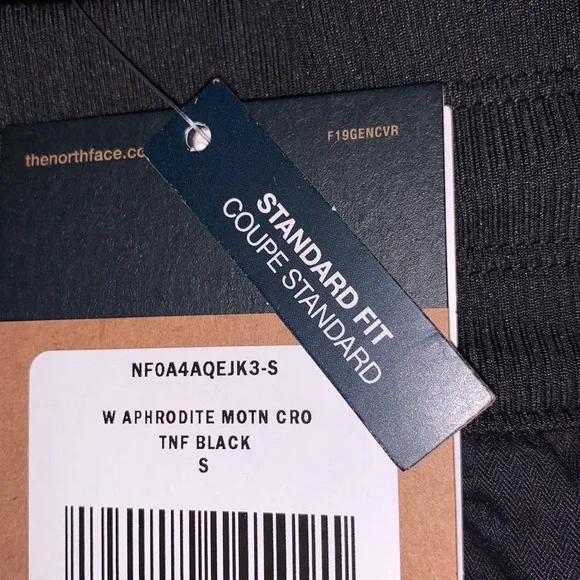 thenorthface.co
F19GENCVR
STANDARD FIT
COUPE STANDARD
NF0A4AQEJK3-S
W APHRODITE MOTN CRO
TNF BLACK
S